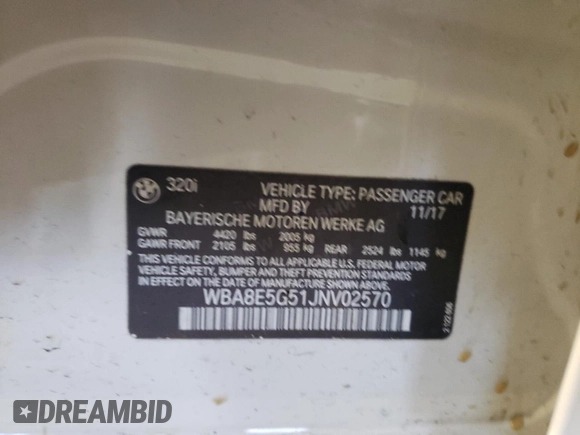 320i
VEHICLE TYPE: PASSENGER CAR
MFD BY 11/17
BAYERISCHE MOTOREN WERKE AG
GVWR 4420 lbs 2005 kg
GAWR FRONT 2105 lbs 955 kg REAR 2524 lbs 1145 kg
THIS VEHICLE CONFORMS TO ALL APPLICABLE U.S. FEDERAL MOTOR
VEHICLE SAFETY, BUMPER, AND THEFT PREVENTION STANDARDS
IN EFFECT ON THE DATE OF MANUFACTURE SHOWN ABOVE.
WBA8E5G51JNV02570
DREAMBID